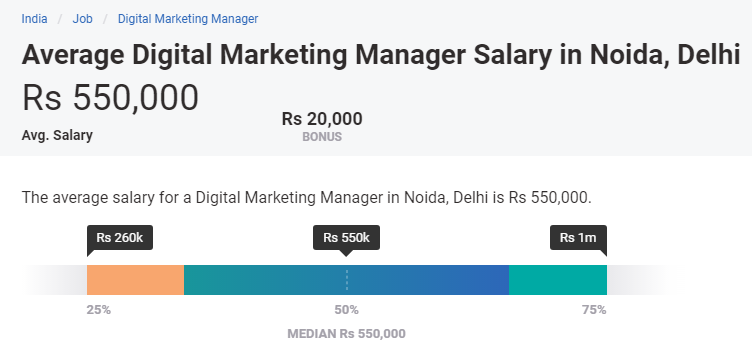 India / Job / Digital Marketing Manager
Average Digital Marketing Manager Salary in Noida, Delhi
Rs 550,000
Avg. Salary
Rs 20,000
BONUS
The average salary for a Digital Marketing Manager in Noida, Delhi is Rs 550,000.
Rs 260k Rs 550k Rs 1m
25% 50% 75%
MEDIAN Rs 550,000